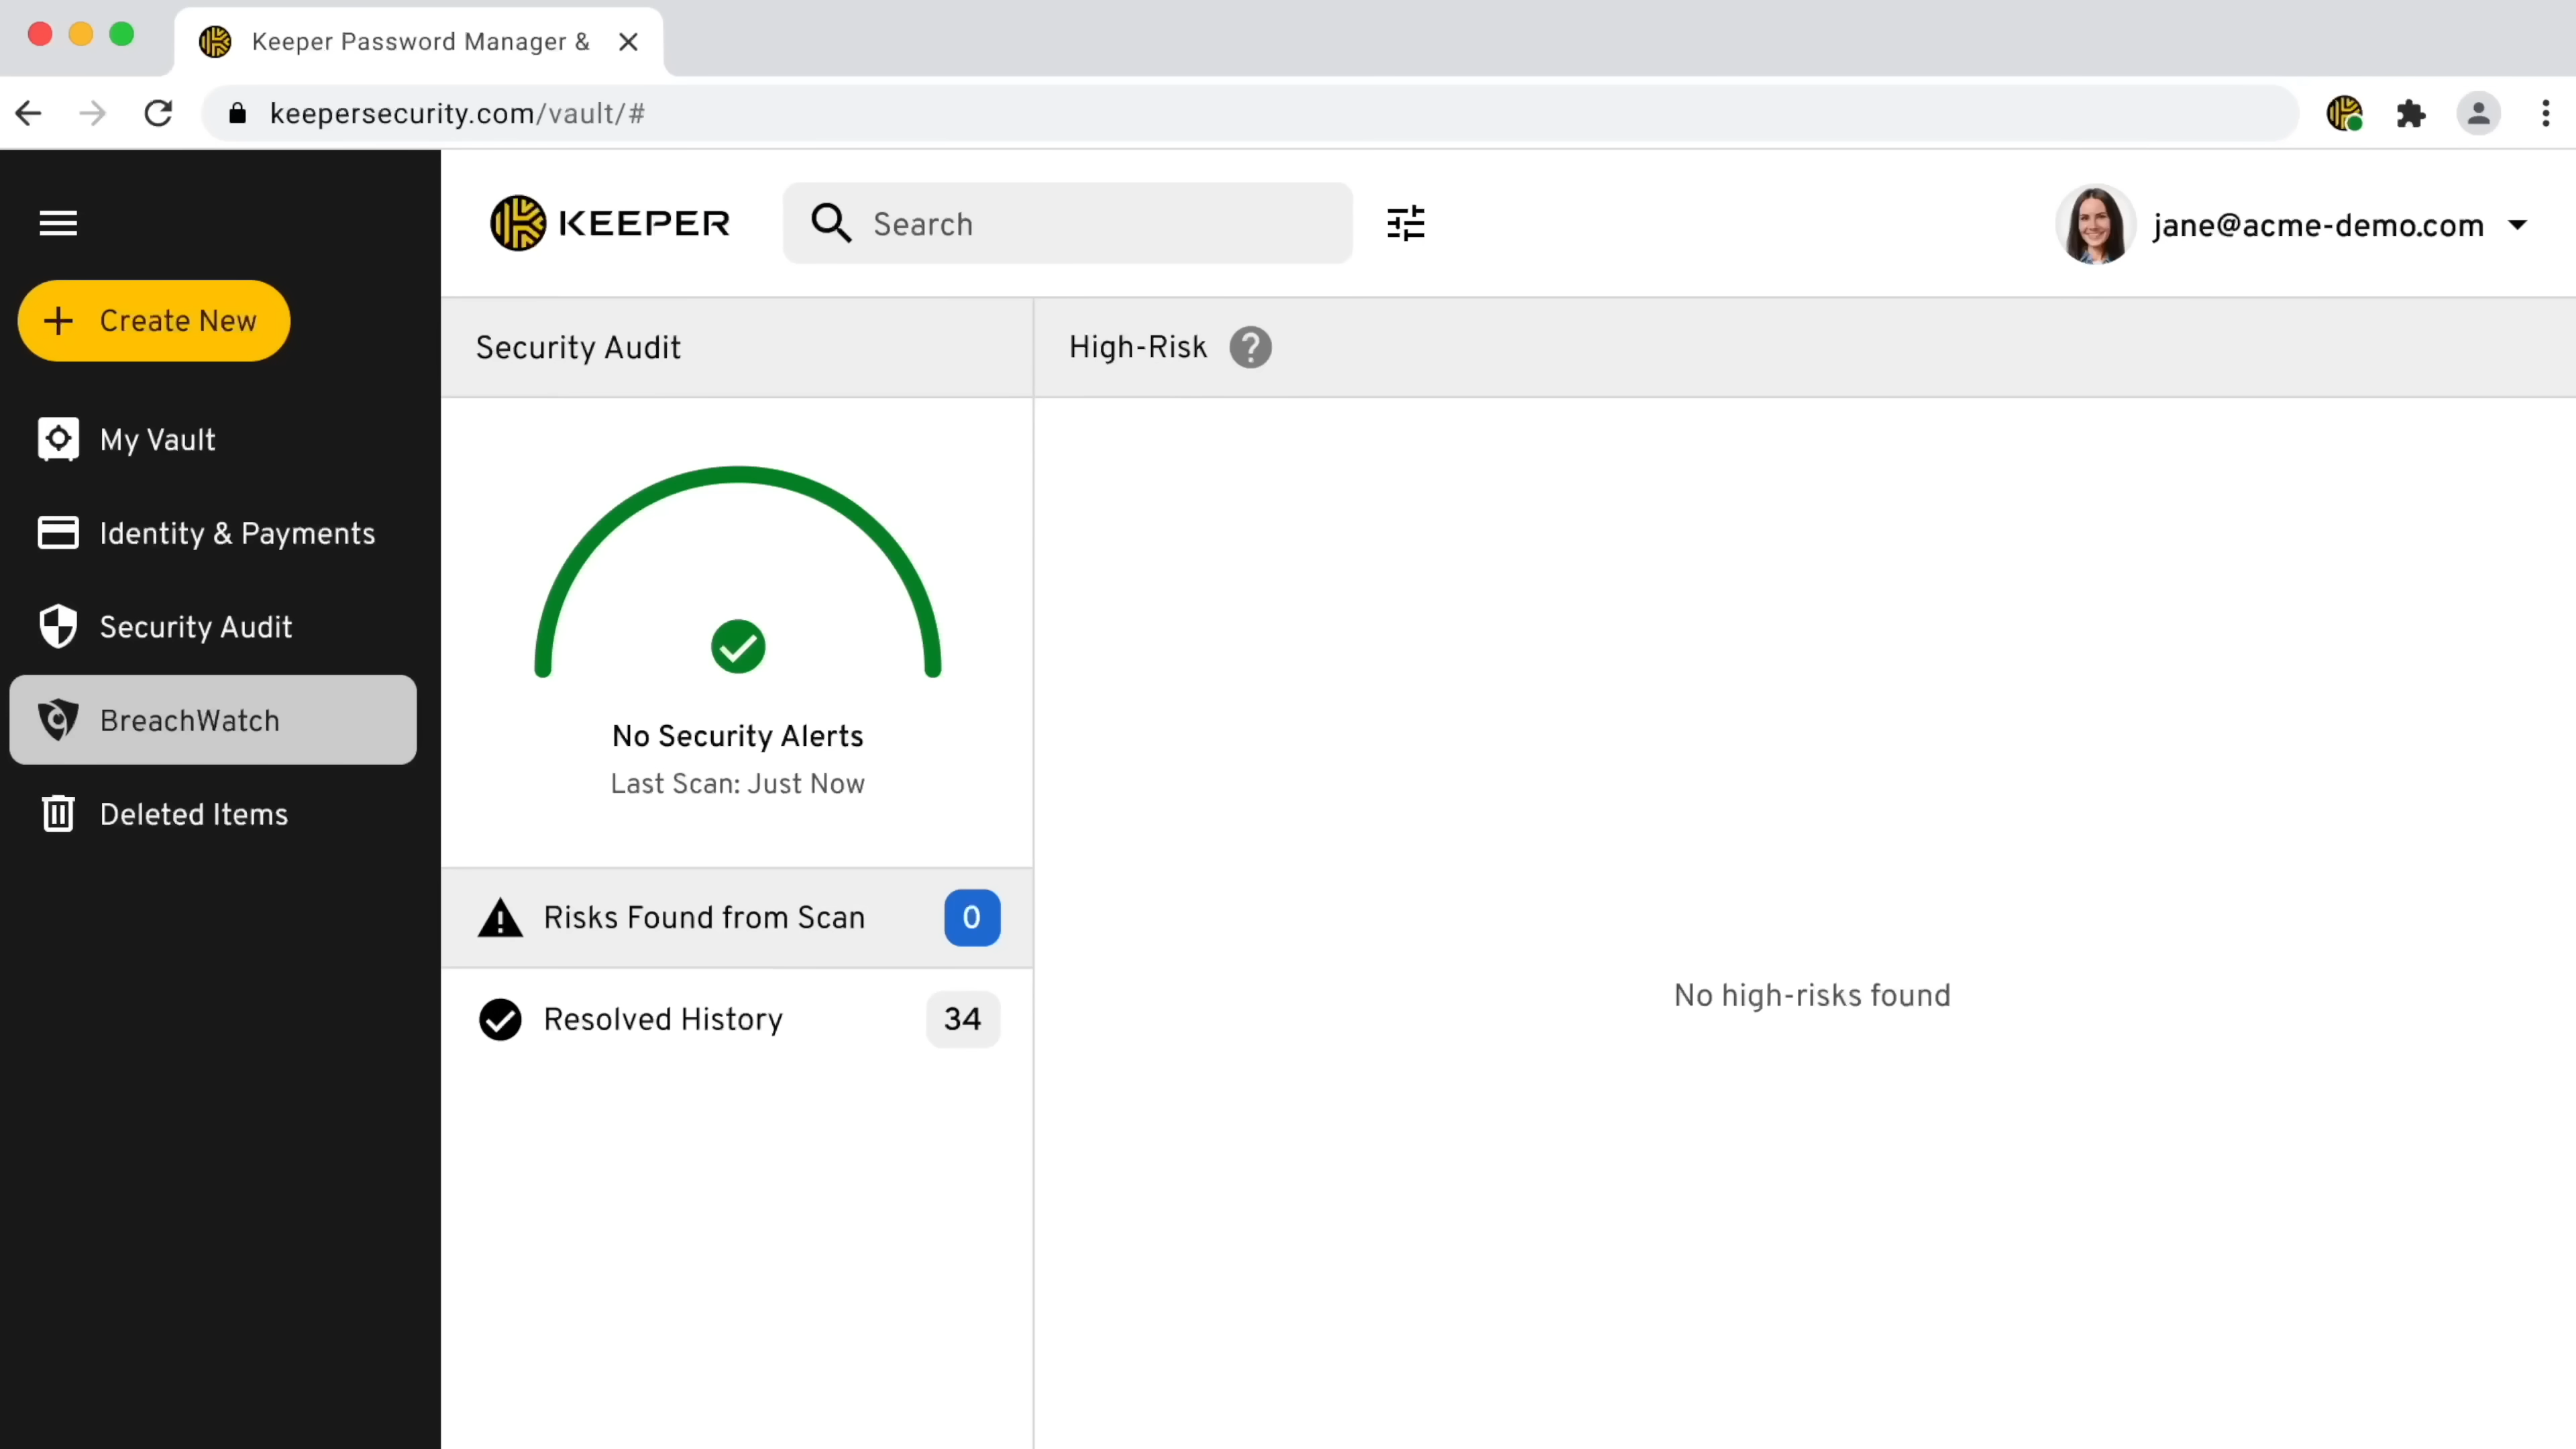 Keeper Password Manager &
keepersecurity.com/vault/#
KEEPER
Search
jane@acme-demo.com
Create New
My Vault
Identity & Payments
Security Audit
BreachWatch
Deleted Items
Security Audit
No Security Alerts
Last Scan: Just Now
Risks Found from Scan 0
Resolved History 34
High-Risk ?
No high-risks found